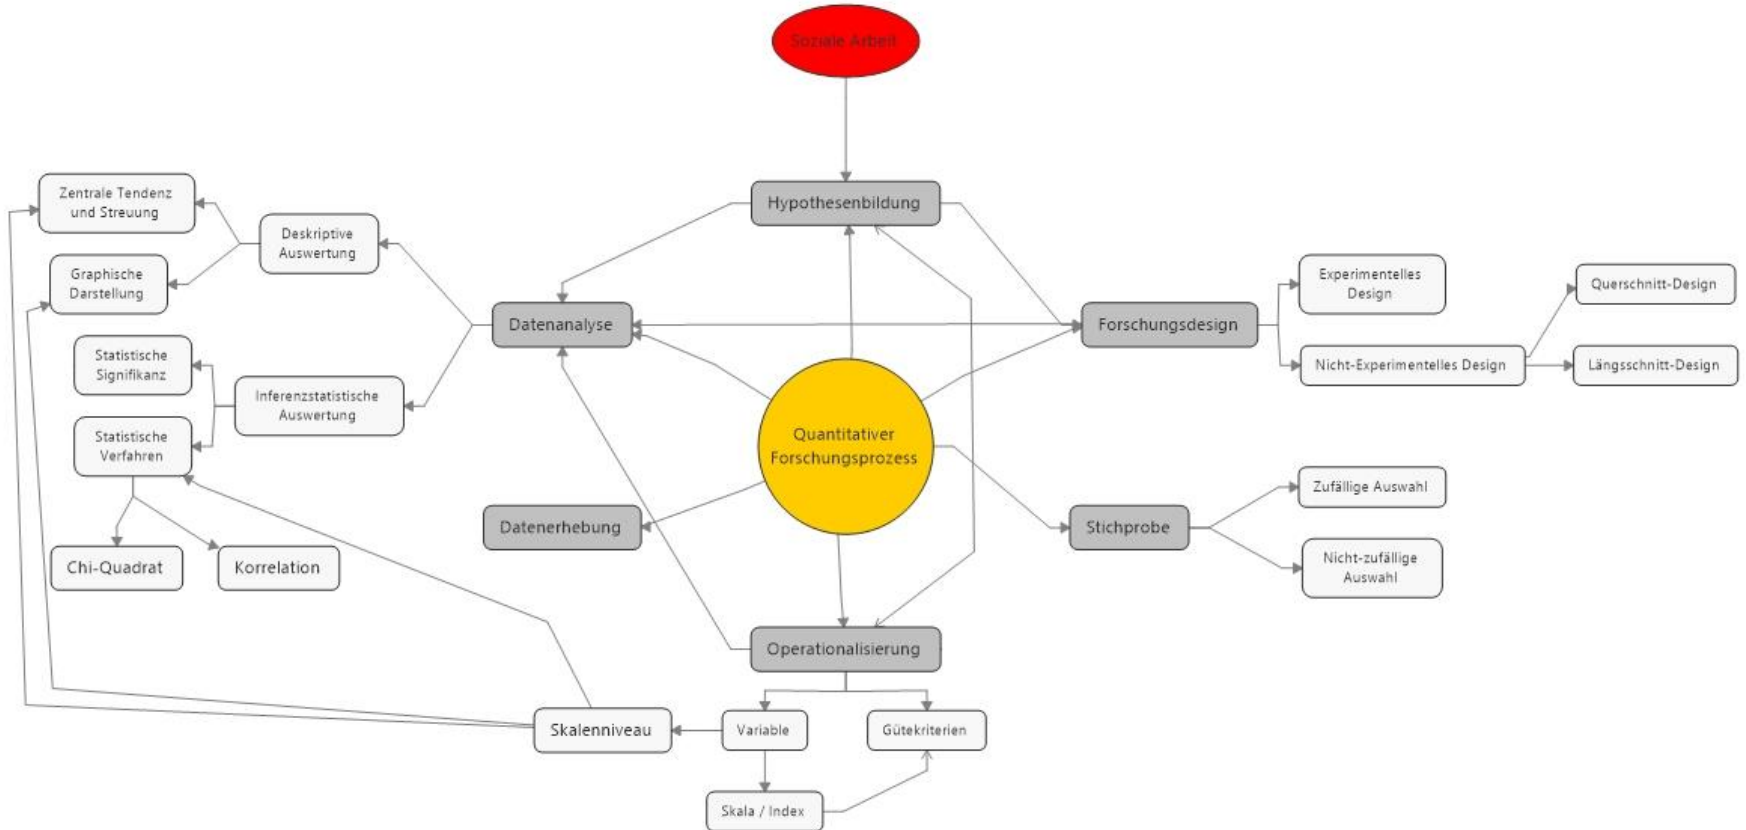 Soziale Arbeit
Zentrale Tendenz
und Streuung
Hypothesenbildung
Deskriptive
Auswertung
Graphische
Darstellung
Experimentelles
Design
Querschnitt-Design
Datenanalyse
Forschungsdesign
Statistische
Signifikanz
Nicht-Experimentelles Design
Längsschnitt-Design
Inferenzstatistische
Auswertung
Statistische
Verfahren
Quantitativer
Forschungsprozess
Zufällige Auswahl
Datenerhebung
Stichprobe
Chi-Quadrat
Korrelation
Nicht-zufällige
Auswahl
Operationalisierung
Skalenniveau
Variable
Gütekriterien
Skala / Index